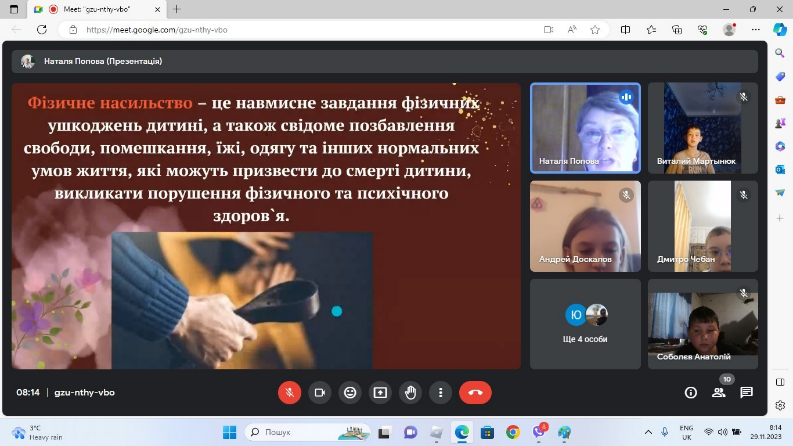 Meet: "gzu-nthy-vbo"
https://meet.google.com/gzu-nthy-vbo
Наталя Попова (Презентація)
Фізичне насильство – це навмисне завдання фізичних
ушкоджень дитині, а також свідоме позбавлення
свободи, помешкання, їжі, одягу та інших нормальних
умов життя, які можуть призвести до смерті дитини,
викликати порушення фізичного та психічного
здоров`я.
Наталя Попова
Виталий Мартынюк
Андрей Доскалов
Дмитро Чобан
Ю
Ще 4 особи
Соболєв Анатолій
08:14 | gzu-nthy-vbo
10
3°C
Heavy rain
Пошук
ENG
UK
8:14
29.11.2023